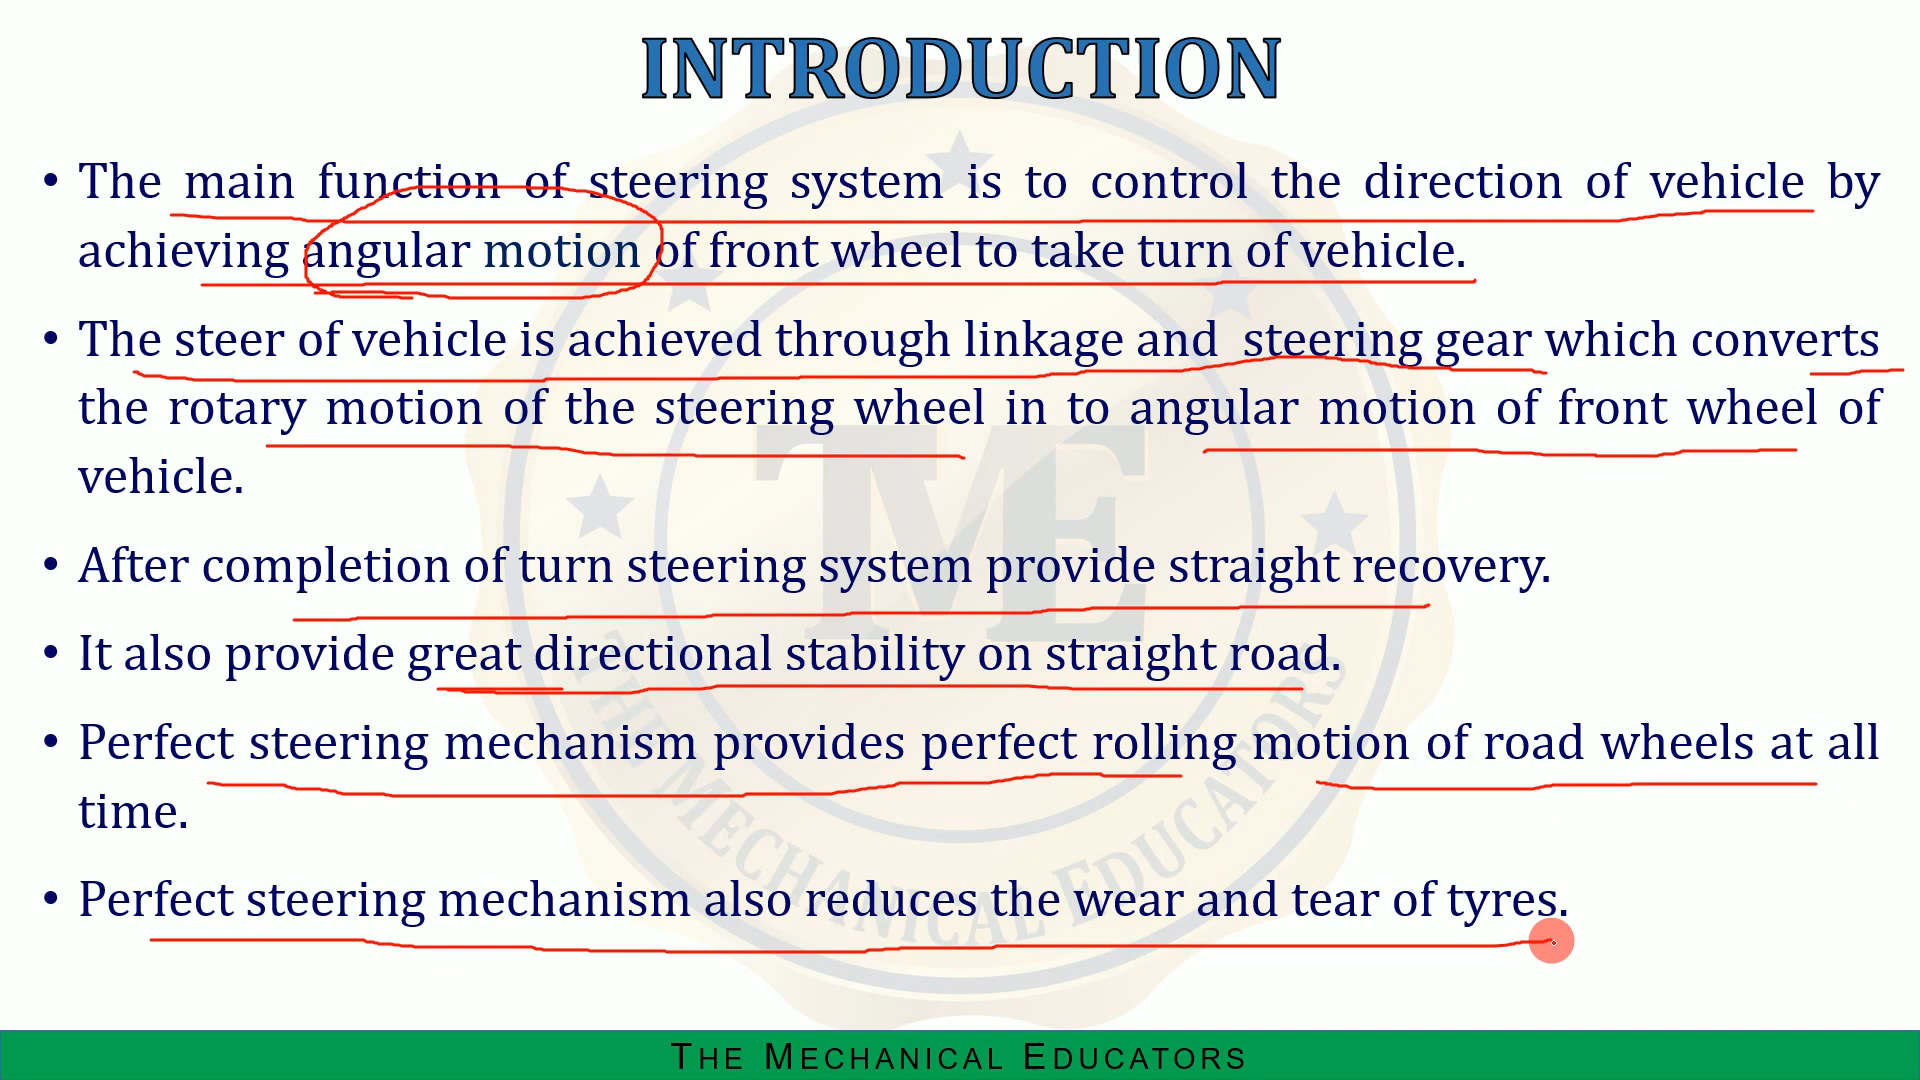 INTRODUCTION
• The main function of steering system is to control the direction of vehicle by
achieving angular motion of front wheel to take turn of vehicle.
• The steer of vehicle is achieved through linkage and steering gear which converts
the rotary motion of the steering wheel in to angular motion of front wheel of
vehicle.
• After completion of turn steering system provide straight recovery.
• It also provide great directional stability on straight road.
• Perfect steering mechanism provides perfect rolling motion of road wheels at all
time.
• Perfect steering mechanism also reduces the wear and tear of tyres.
TME
THE MECHANICAL EDUCATORS
THE MECHANICAL EDUCATORS